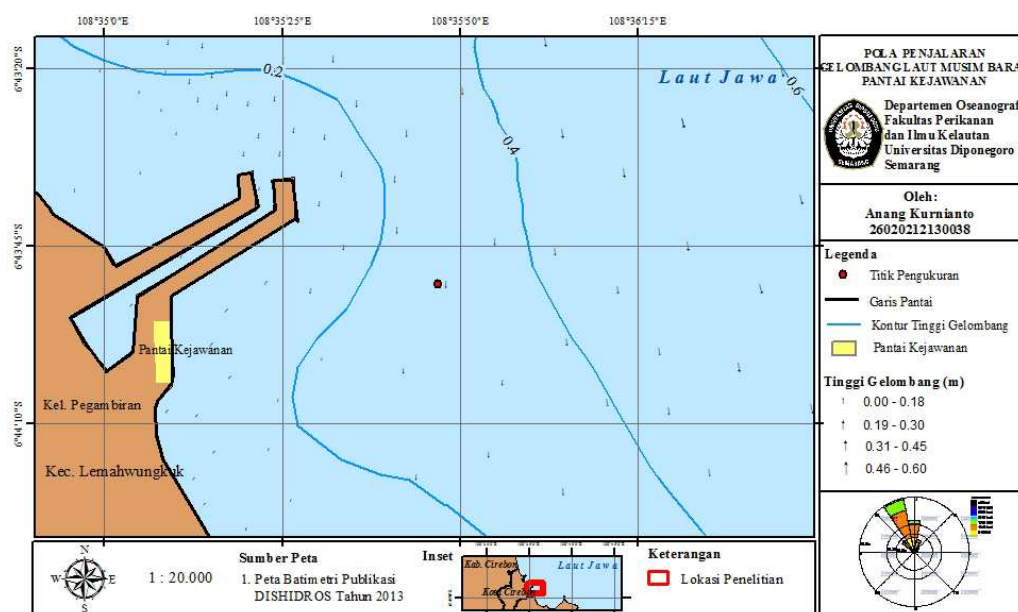 108°35'0"E
108°35'25"E
108°35'50"E
108°36'15"E
6°43'20"S
6°43'45"S
6°44'10"S
0.2
0.4
0.6
Laut Jawa
Pantai Kejawanan
Kel. Pegambiran
Kec. Lemahwungkuk
POLA PENJALARAN
GELOMBANG LAUT MUSIM BARA
PANTAI KEJAWANAN
Departemen Oseanograf
Fakultas Perikanan
dan Ilmu Kelautan
Universitas Diponegoro
Semarang
Oleh:
Anang Kurnianto
26020212130038
Legenda
Titik Pengukuran
Garis Pantai
Kontur Tinggi Gelombang
Pantai Kejawanan
Tinggi Gelombang (m)
0.00 - 0.18
0.19 - 0.30
0.31 - 0.45
0.46 - 0.60
N
W
E
S
1 : 20.000
Sumber Peta
1. Peta Batimetri Publikasi
DISHIDROS Tahun 2013
Inset
Kab. Cirebon
Laut Jawa
Kota Cirebon
Keterangan
Lokasi Penelitian